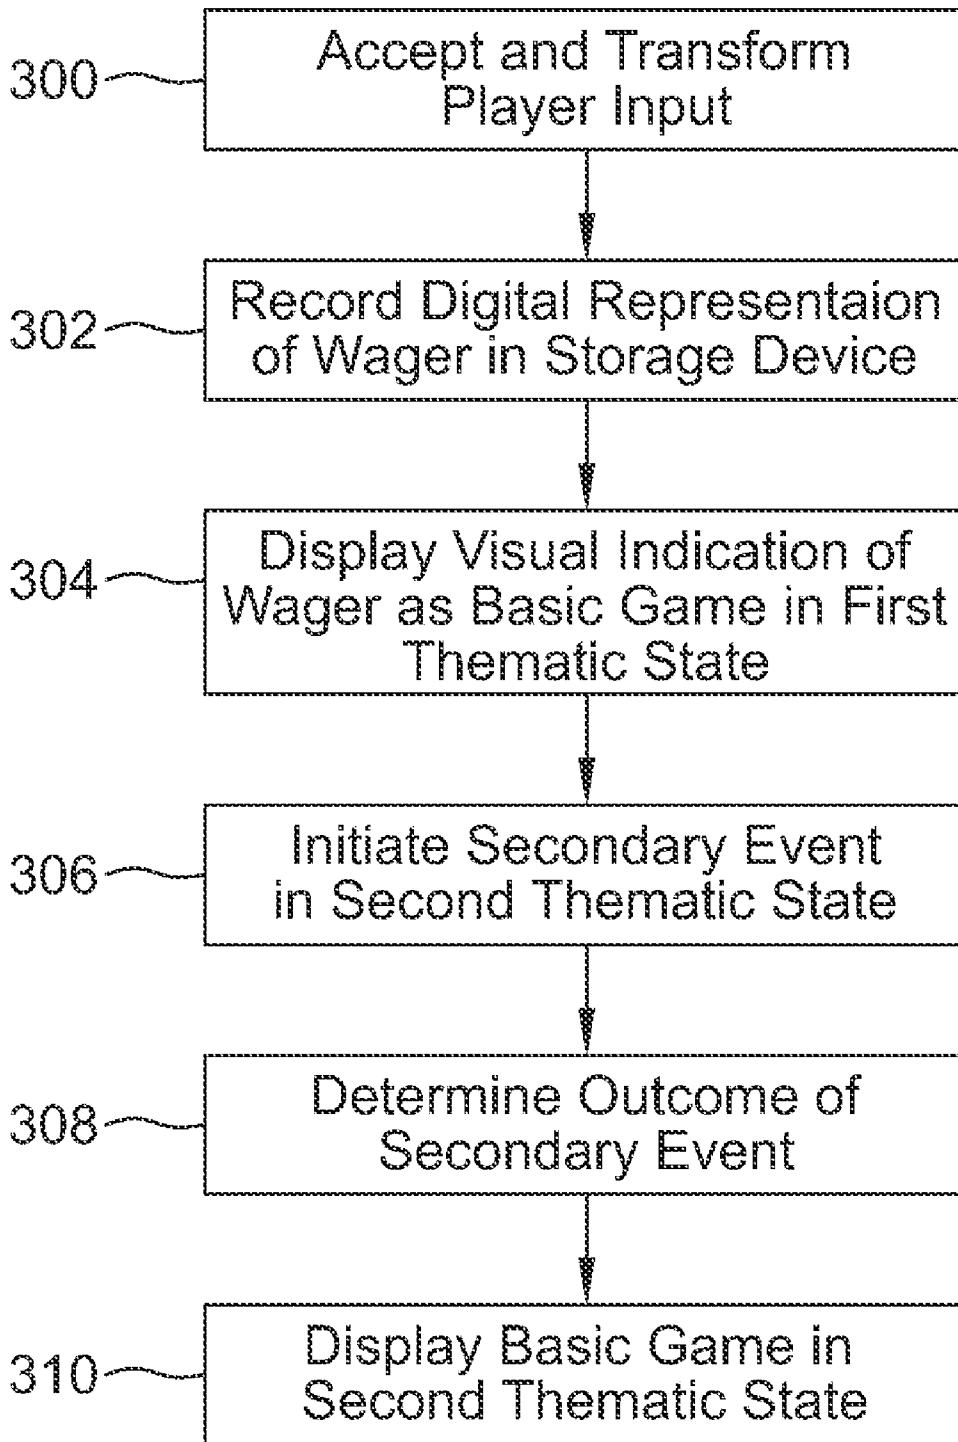 300
Accept and Transform
Player Input
302
Record Digital Representaion
of Wager in Storage Device
304
Display Visual Indication of
Wager as Basic Game in First
Thematic State
306
Initiate Secondary Event
in Second Thematic State
308
Determine Outcome of
Secondary Event
310
Display Basic Game in
Second Thematic State